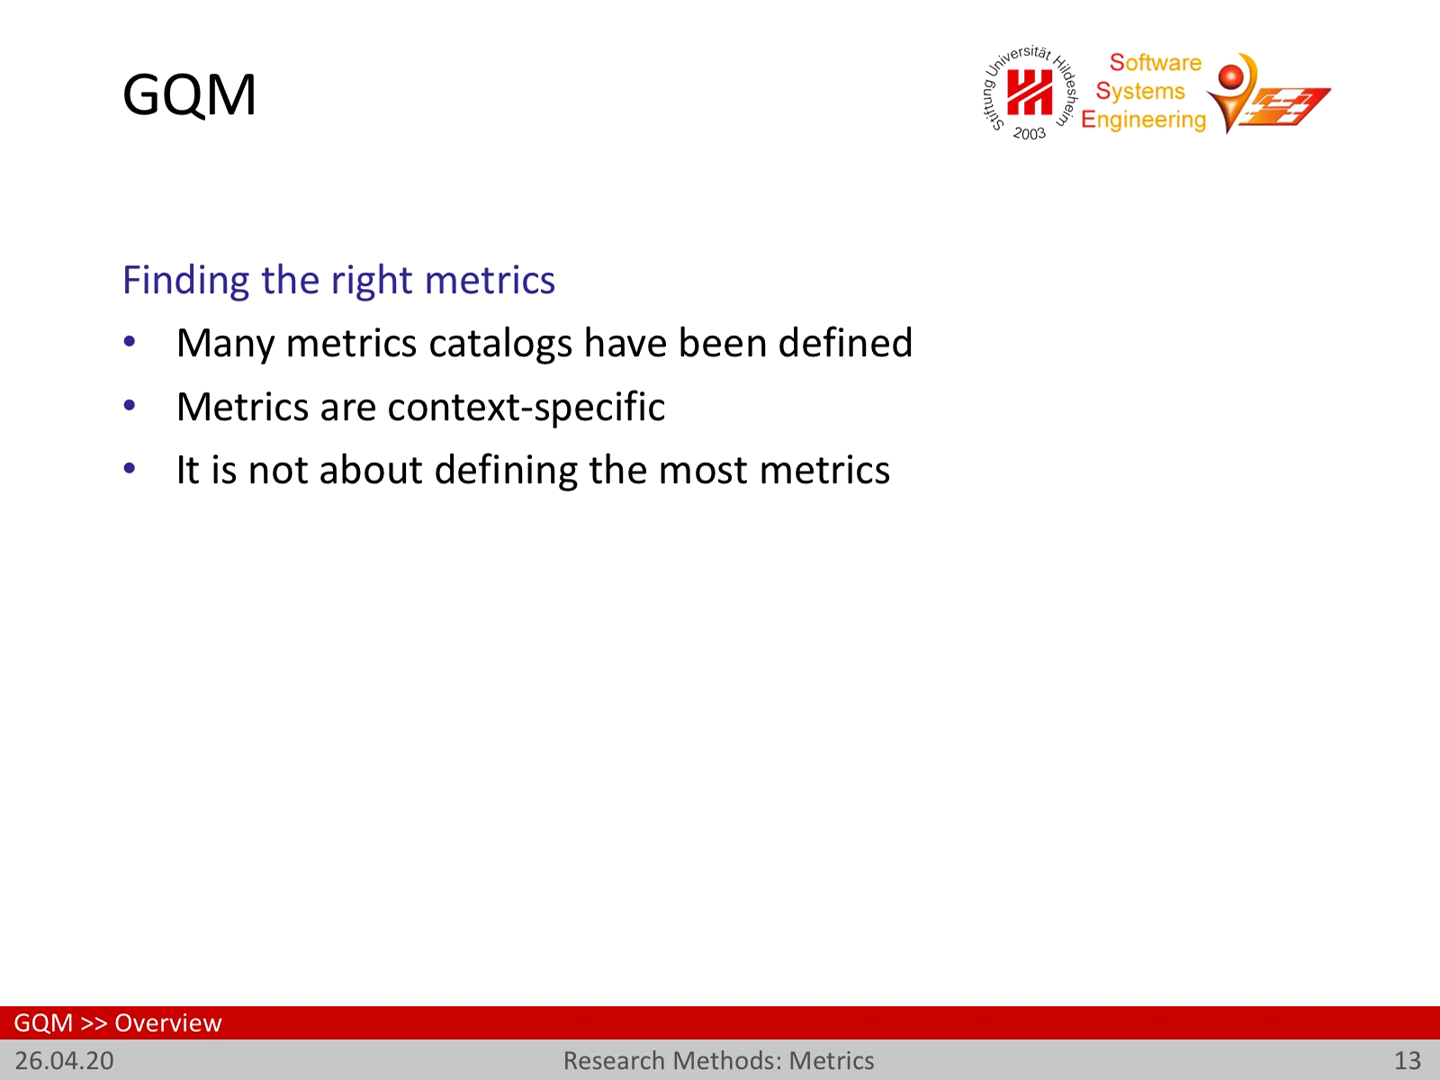 GQM
Stiftung Universität Hildesheim
2003
Software
Systems
Engineering
Finding the right metrics
• Many metrics catalogs have been defined
• Metrics are context-specific
• It is not about defining the most metrics
GQM >> Overview
26.04.20 Research Methods: Metrics 13